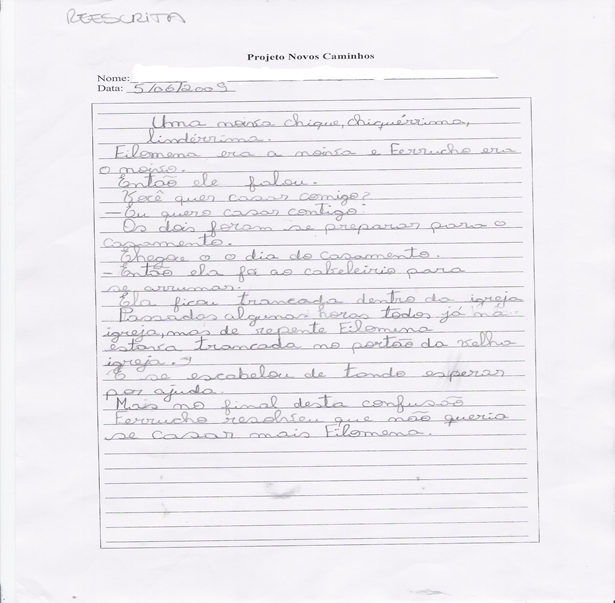 REESCRITA
Projeto Novos Caminhos
Nome:
Data: 5/06/2009
Uma noiva chique, chiquérrima,
lindérrima.
Filomena era a noiva e Ferrucho era
o noivo.
Então ele falou.
Você quer casar comigo?
— Eu quero casar contigo.
Os dois foram se preparar para o
casamento.
Chegou o o dia do casamento.
- Então ela foi ao cabeleirio para
se arrumar.
Ela ficou trancada dentro da igreja
Passados algumas horas todos já na
igreja, mas de repente Filomena
estava trancada no portão da velha
igreja.
E se escabelou de tando esperar
por ajuda.
Mais no final desta confusão
Ferrucho resolveu que não queria
se casar mais Filomena.